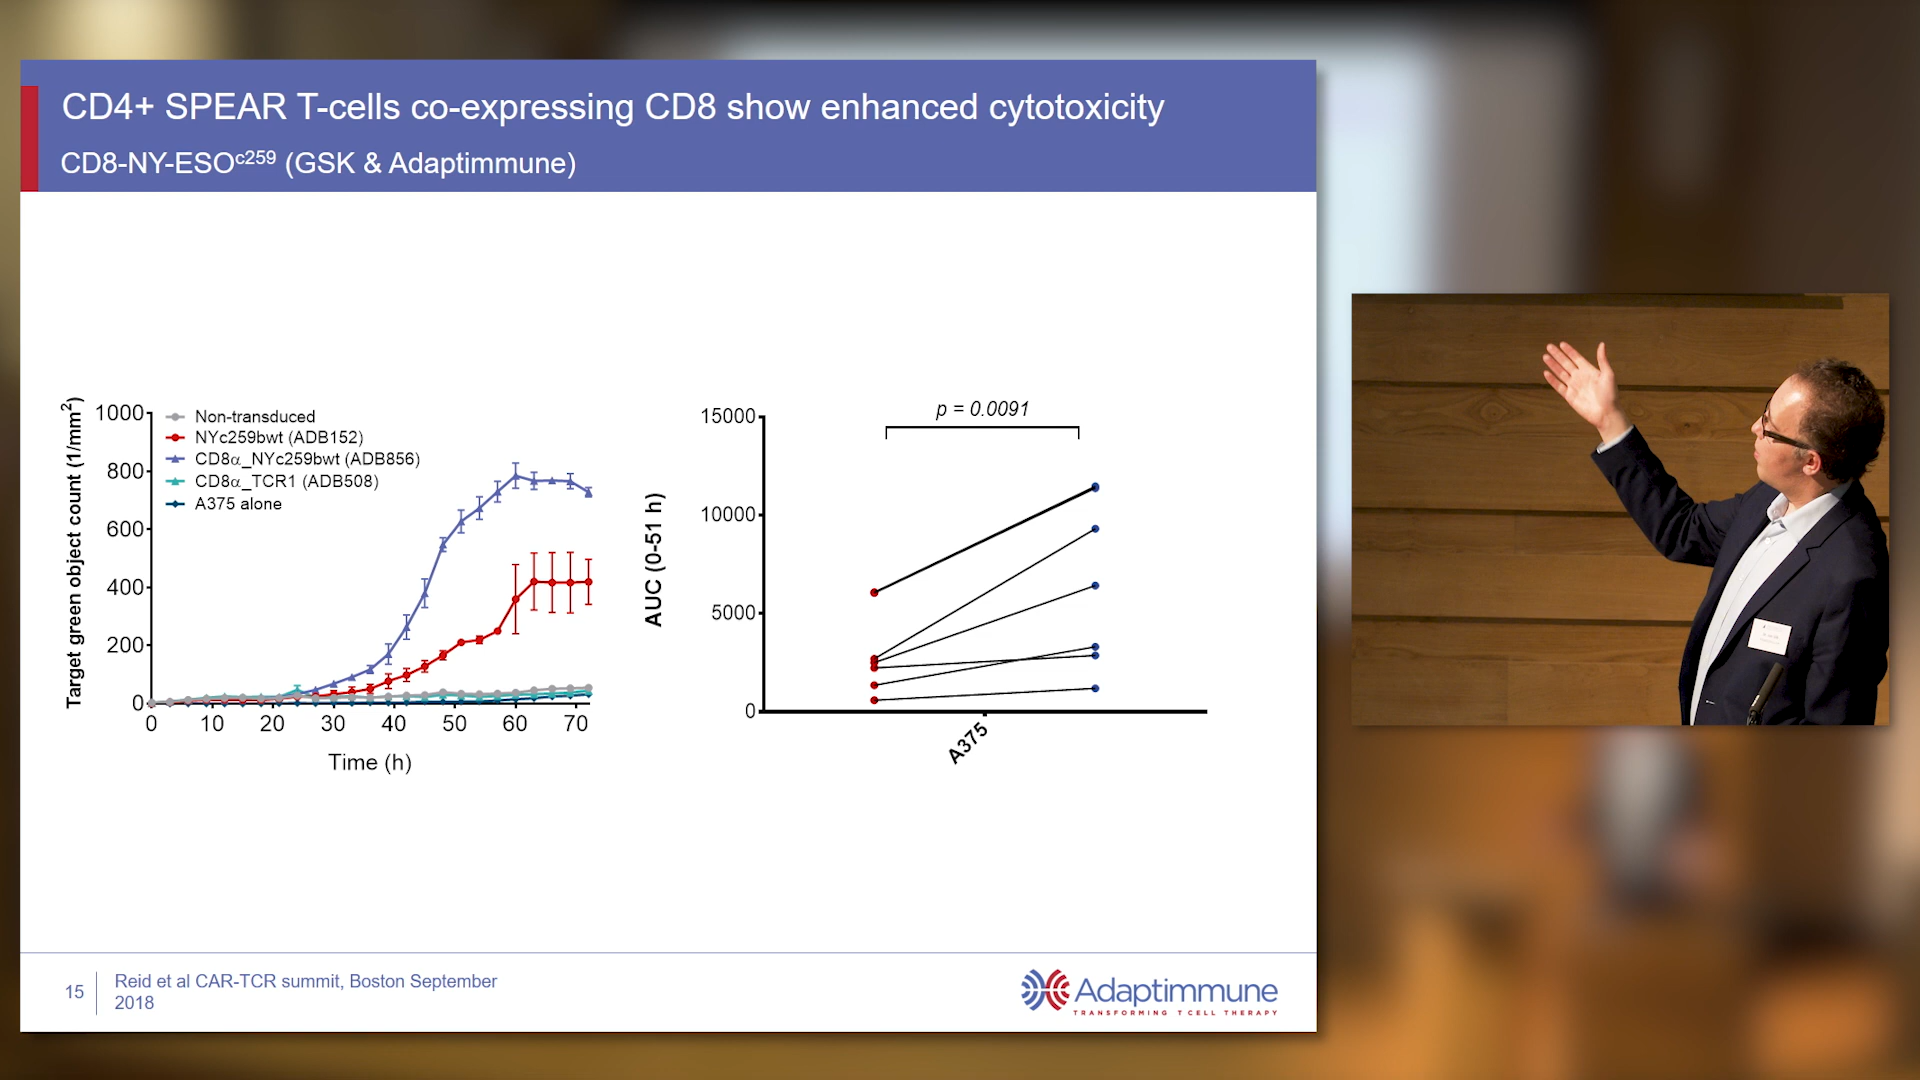 CD4+ SPEAR T-cells co-expressing CD8 show enhanced cytotoxicity
CD8-NY-ESOc259 (GSK & Adaptimmune)
Target green object count (1/mm2)
1000
800
600
400
200
0
Non-transduced
NYc259bwt (ADB152)
CD8α_NYc259bwt (ADB856)
CD8α_TCR1 (ADB508)
A375 alone
0 10 20 30 40 50 60 70
Time (h)
AUC (0-51 h)
15000
10000
5000
0
p = 0.0091
A375
15
Reid et al CAR-TCR summit, Boston September
2018
Adaptimmune
TRANSFORMING T CELL THERAPY